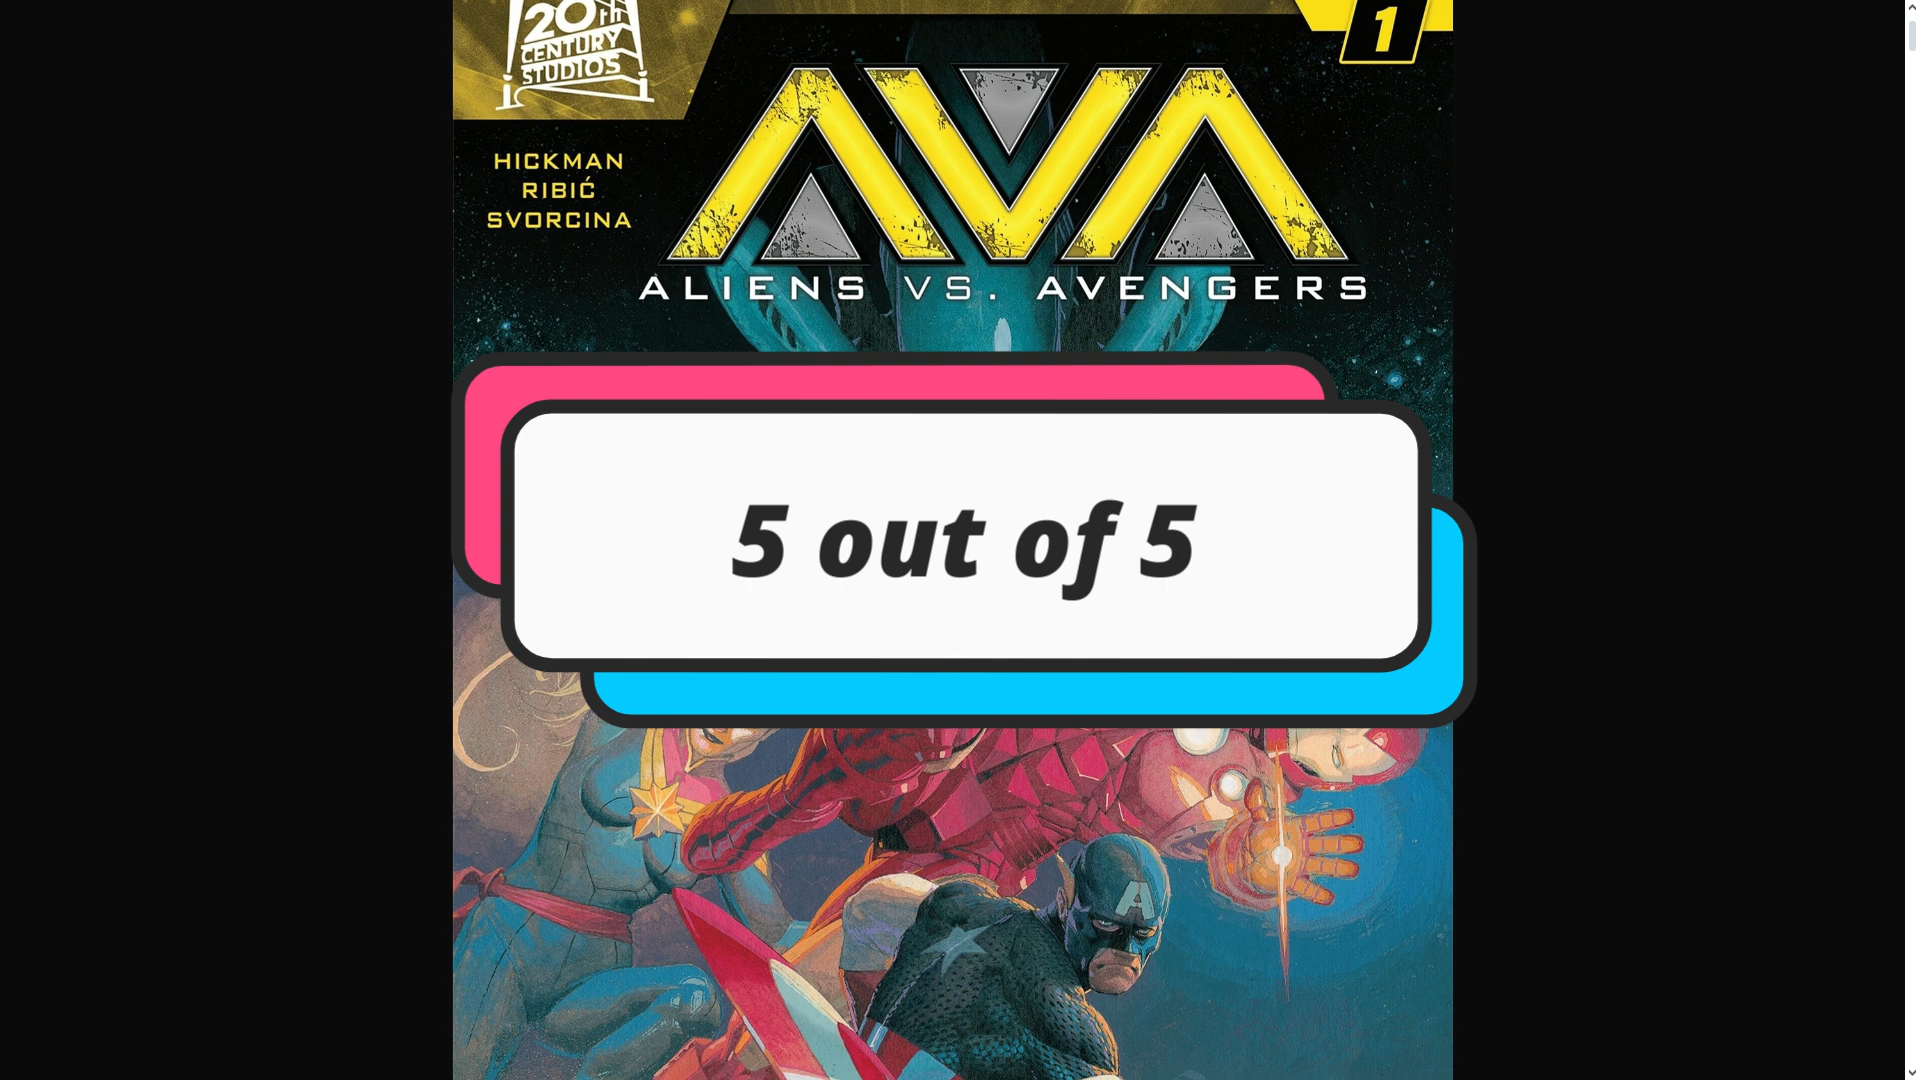 20th
CENTURY
STUDIOS
1
HICKMAN
RIBIĆ
SVORCINA
AVA
ALIENS VS. AVENGERS
5 out of 5
A